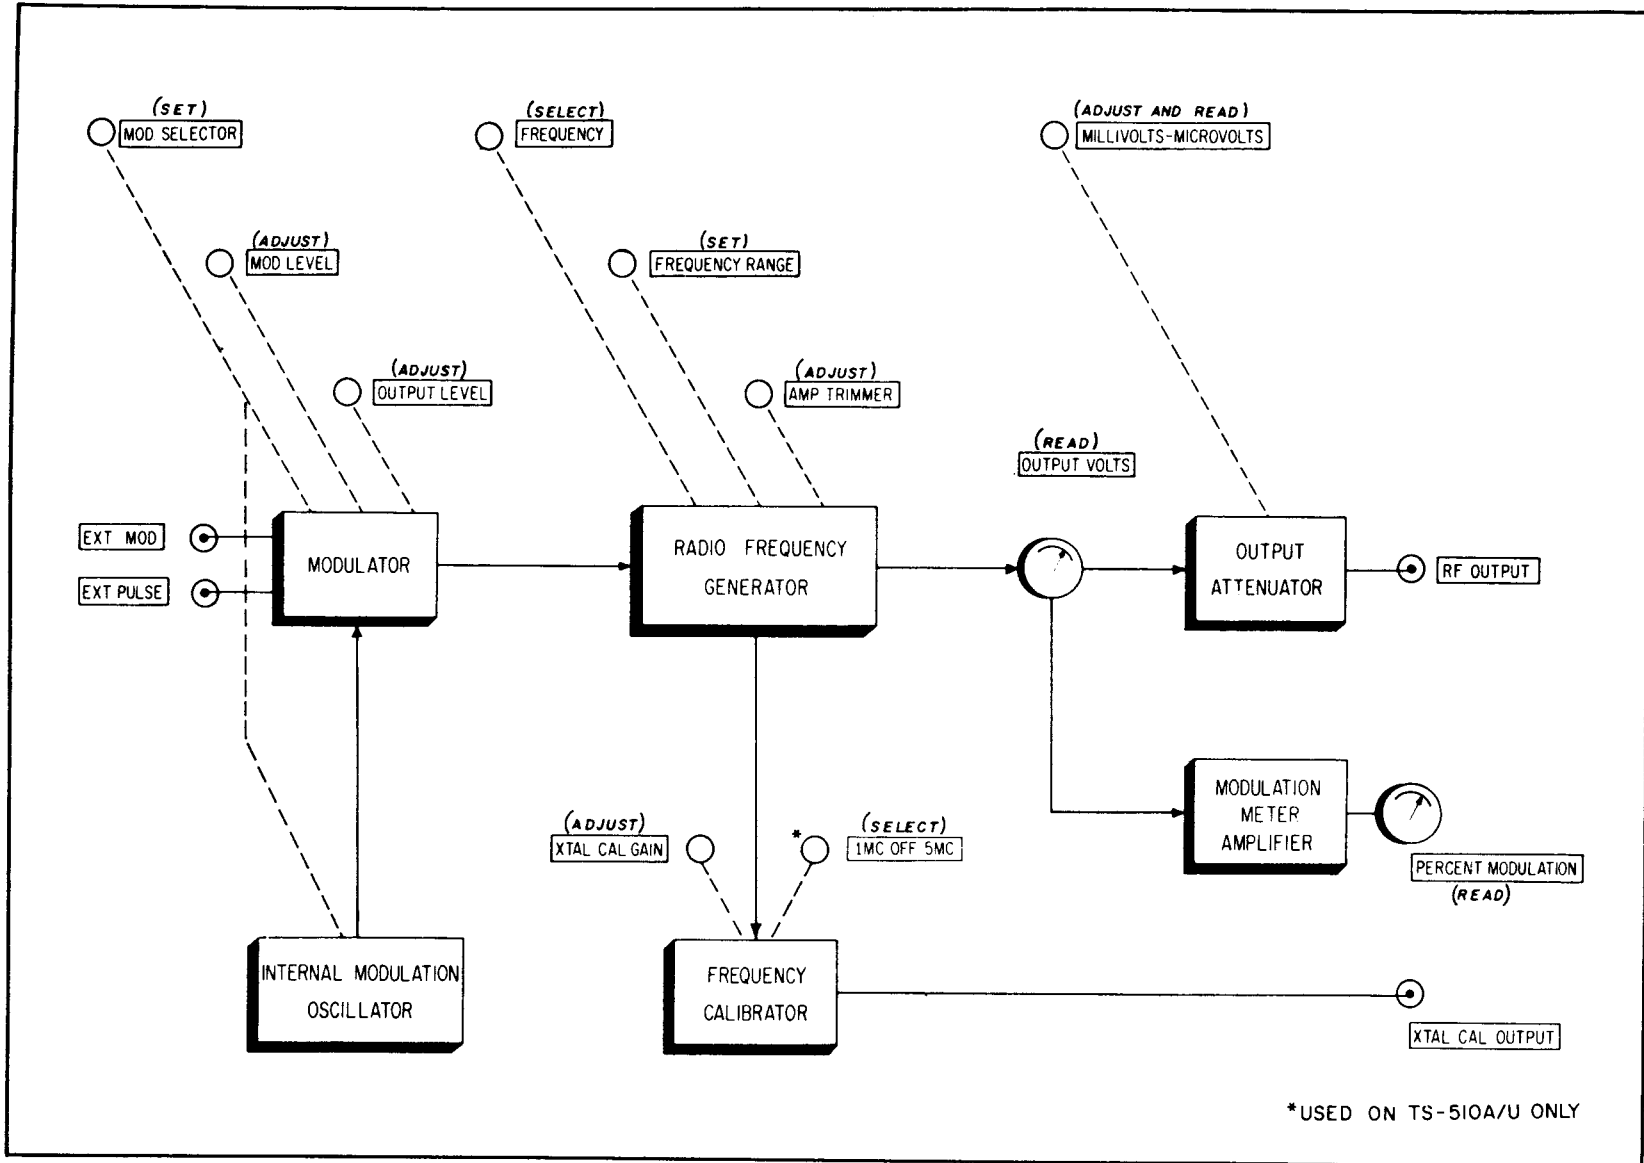 (SET)
MOD SELECTOR
(SELECT)
FREQUENCY
(ADJUST AND READ)
MILLIVOLTS-MICROVOLTS
(ADJUST)
MOD LEVEL
(SET)
FREQUENCY RANGE
(ADJUST)
OUTPUT LEVEL
(ADJUST)
AMP TRIMMER
(READ)
OUTPUT VOLTS
EXT MOD
EXT PULSE
MODULATOR
RADIO FREQUENCY
GENERATOR
OUTPUT
ATTENUATOR
RF OUTPUT
MODULATION
METER
AMPLIFIER
PERCENT MODULATION
(READ)
(ADJUST)
XTAL CAL GAIN
*
(SELECT)
1MC OFF 5MC
INTERNAL MODULATION
OSCILLATOR
FREQUENCY
CALIBRATOR
XTAL CAL OUTPUT
*USED ON TS-510A/U ONLY